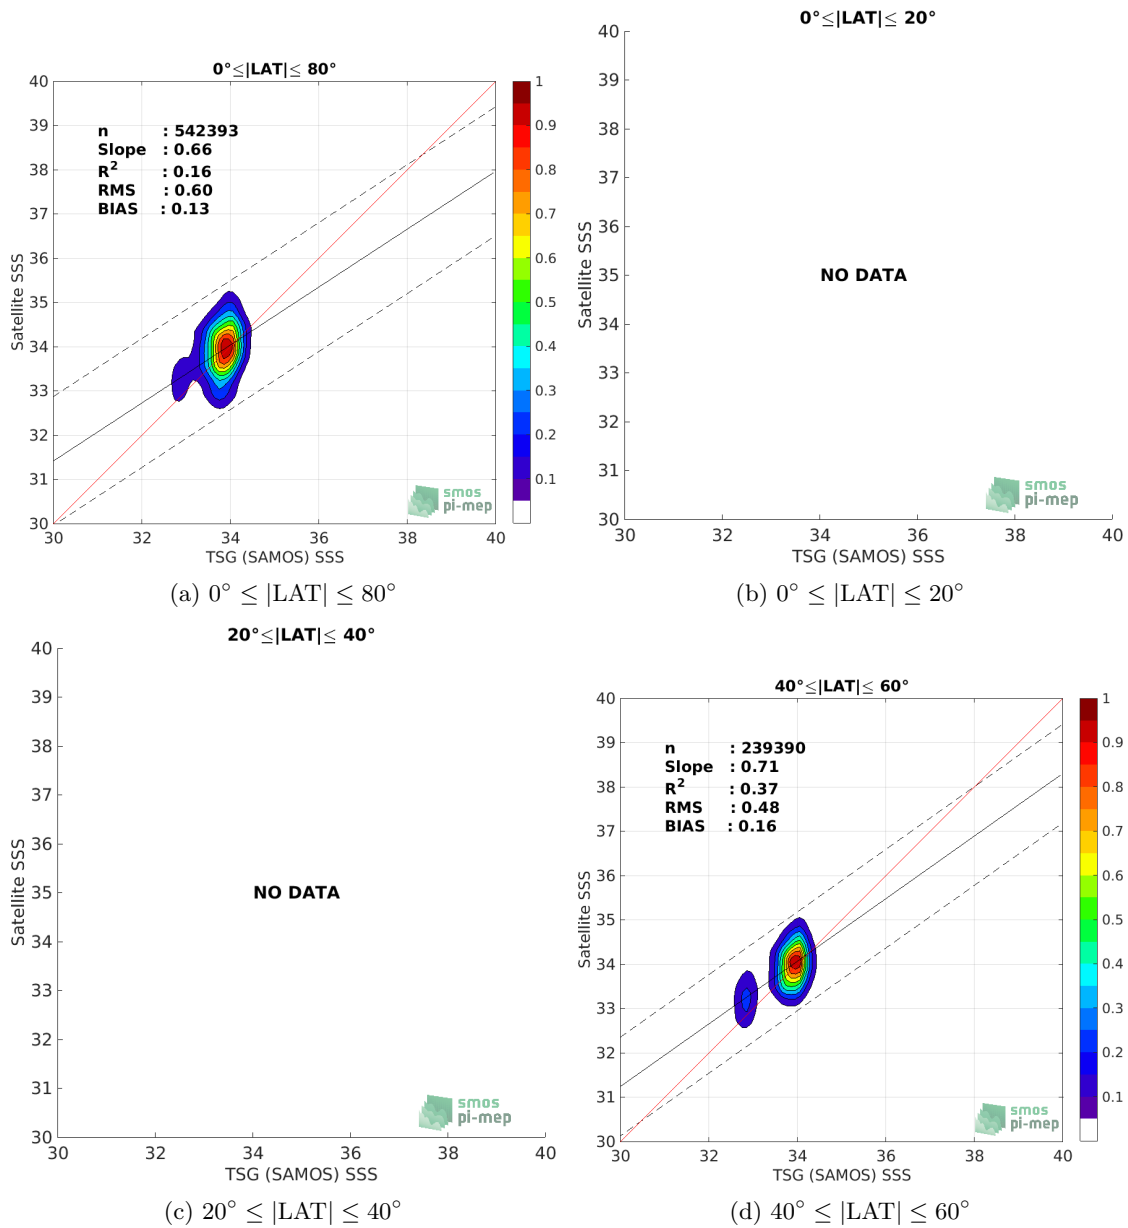 0°≤|LAT|≤ 80°
40
39
38
37
36
35
34
33
32
31
30
Satellite SSS
n : 542393
Slope : 0.66
R² : 0.16
RMS : 0.60
BIAS : 0.13
smos
pi-mep
30 32 34 36 38 40
TSG (SAMOS) SSS
1
0.9
0.8
0.7
0.6
0.5
0.4
0.3
0.2
0.1
(a) 0° ≤ |LAT| ≤ 80°
0°≤|LAT|≤ 20°
40
39
38
37
36
35
34
33
32
31
30
Satellite SSS
NO DATA
smos
pi-mep
30 32 34 36 38 40
TSG (SAMOS) SSS
(b) 0° ≤ |LAT| ≤ 20°
20°≤|LAT|≤ 40°
40
39
38
37
36
35
34
33
32
31
30
Satellite SSS
NO DATA
smos
pi-mep
30 32 34 36 38 40
TSG (SAMOS) SSS
(c) 20° ≤ |LAT| ≤ 40°
40°≤|LAT|≤ 60°
40
39
38
37
36
35
34
33
32
31
30
Satellite SSS
n : 239390
Slope : 0.71
R² : 0.37
RMS : 0.48
BIAS : 0.16
smos
pi-mep
30 32 34 36 38 40
TSG (SAMOS) SSS
1
0.9
0.8
0.7
0.6
0.5
0.4
0.3
0.2
0.1
(d) 40° ≤ |LAT| ≤ 60°